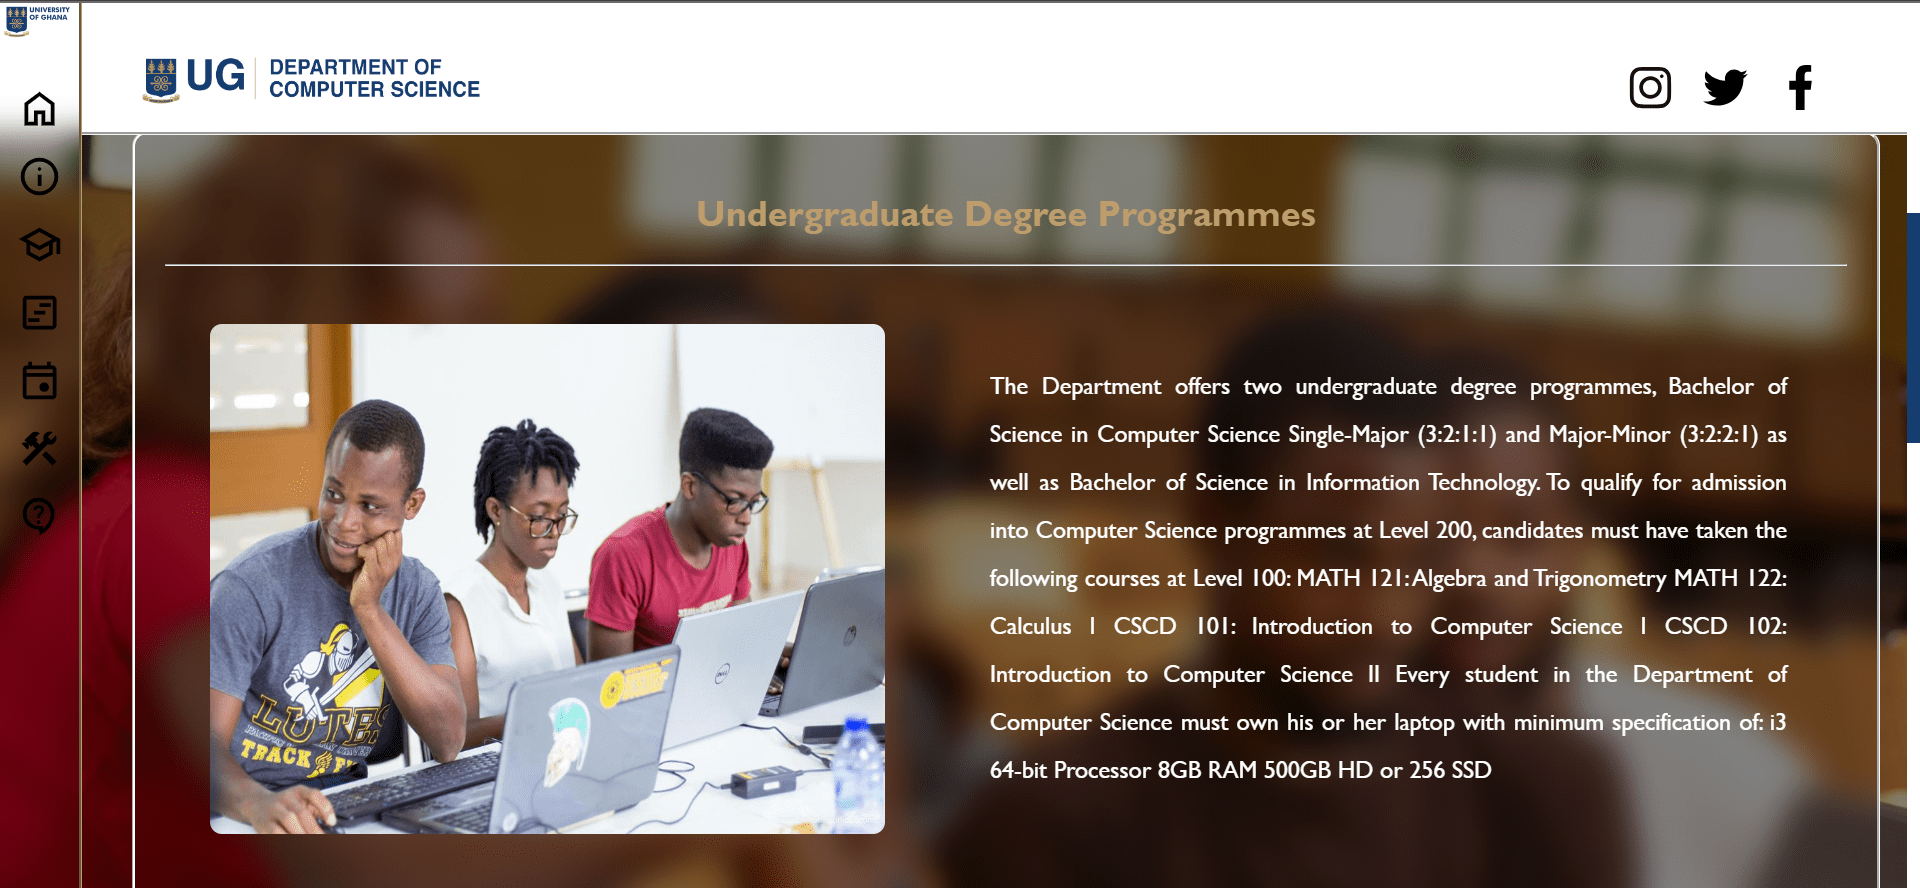 UNIVERSITY
OF GHANA
UG
DEPARTMENT OF
COMPUTER SCIENCE
Undergraduate Degree Programmes
The Department offers two undergraduate degree programmes, Bachelor of
Science in Computer Science Single-Major (3:2:1:1) and Major-Minor (3:2:2:1) as
well as Bachelor of Science in Information Technology. To qualify for admission
into Computer Science programmes at Level 200, candidates must have taken the
following courses at Level 100: MATH 121: Algebra and Trigonometry MATH 122:
Calculus I CSCD 101: Introduction to Computer Science I CSCD 102:
Introduction to Computer Science II Every student in the Department of
Computer Science must own his or her laptop with minimum specification of: i3
64-bit Processor 8GB RAM 500GB HD or 256 SSD
LUTES
TRACK
DELL